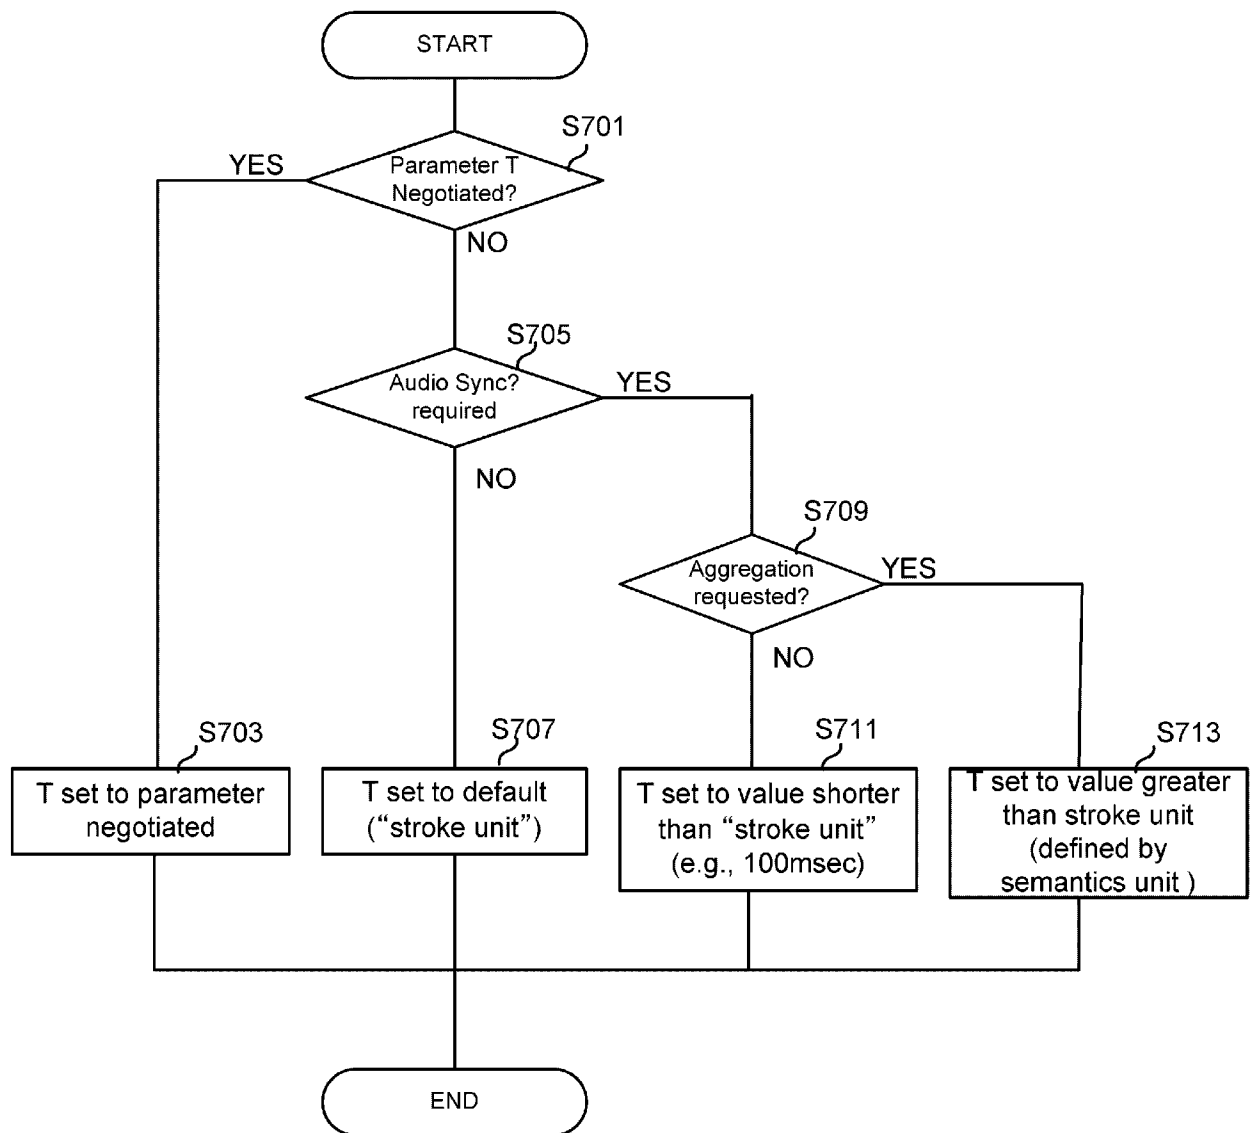 START
S701
YES
Parameter T
Negotiated?
NO
S705
Audio Sync?
required
YES
NO
S709
Aggregation
requested?
YES
NO
S703
T set to parameter
negotiated
S707
T set to default
(“stroke unit”)
S711
T set to value shorter
than “stroke unit”
(e.g., 100msec)
S713
T set to value greater
than stroke unit
(defined by
semantics unit )
END